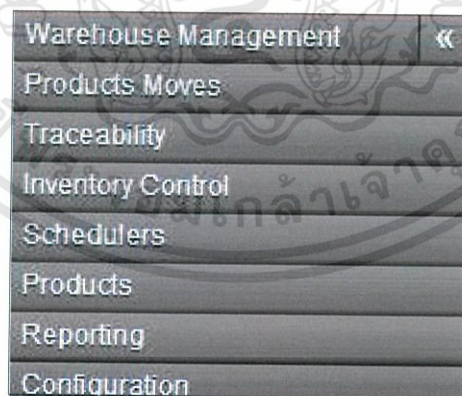 Warehouse Management «
Products Moves
Traceability
Inventory Control
Schedulers
Products
Reporting
Configuration